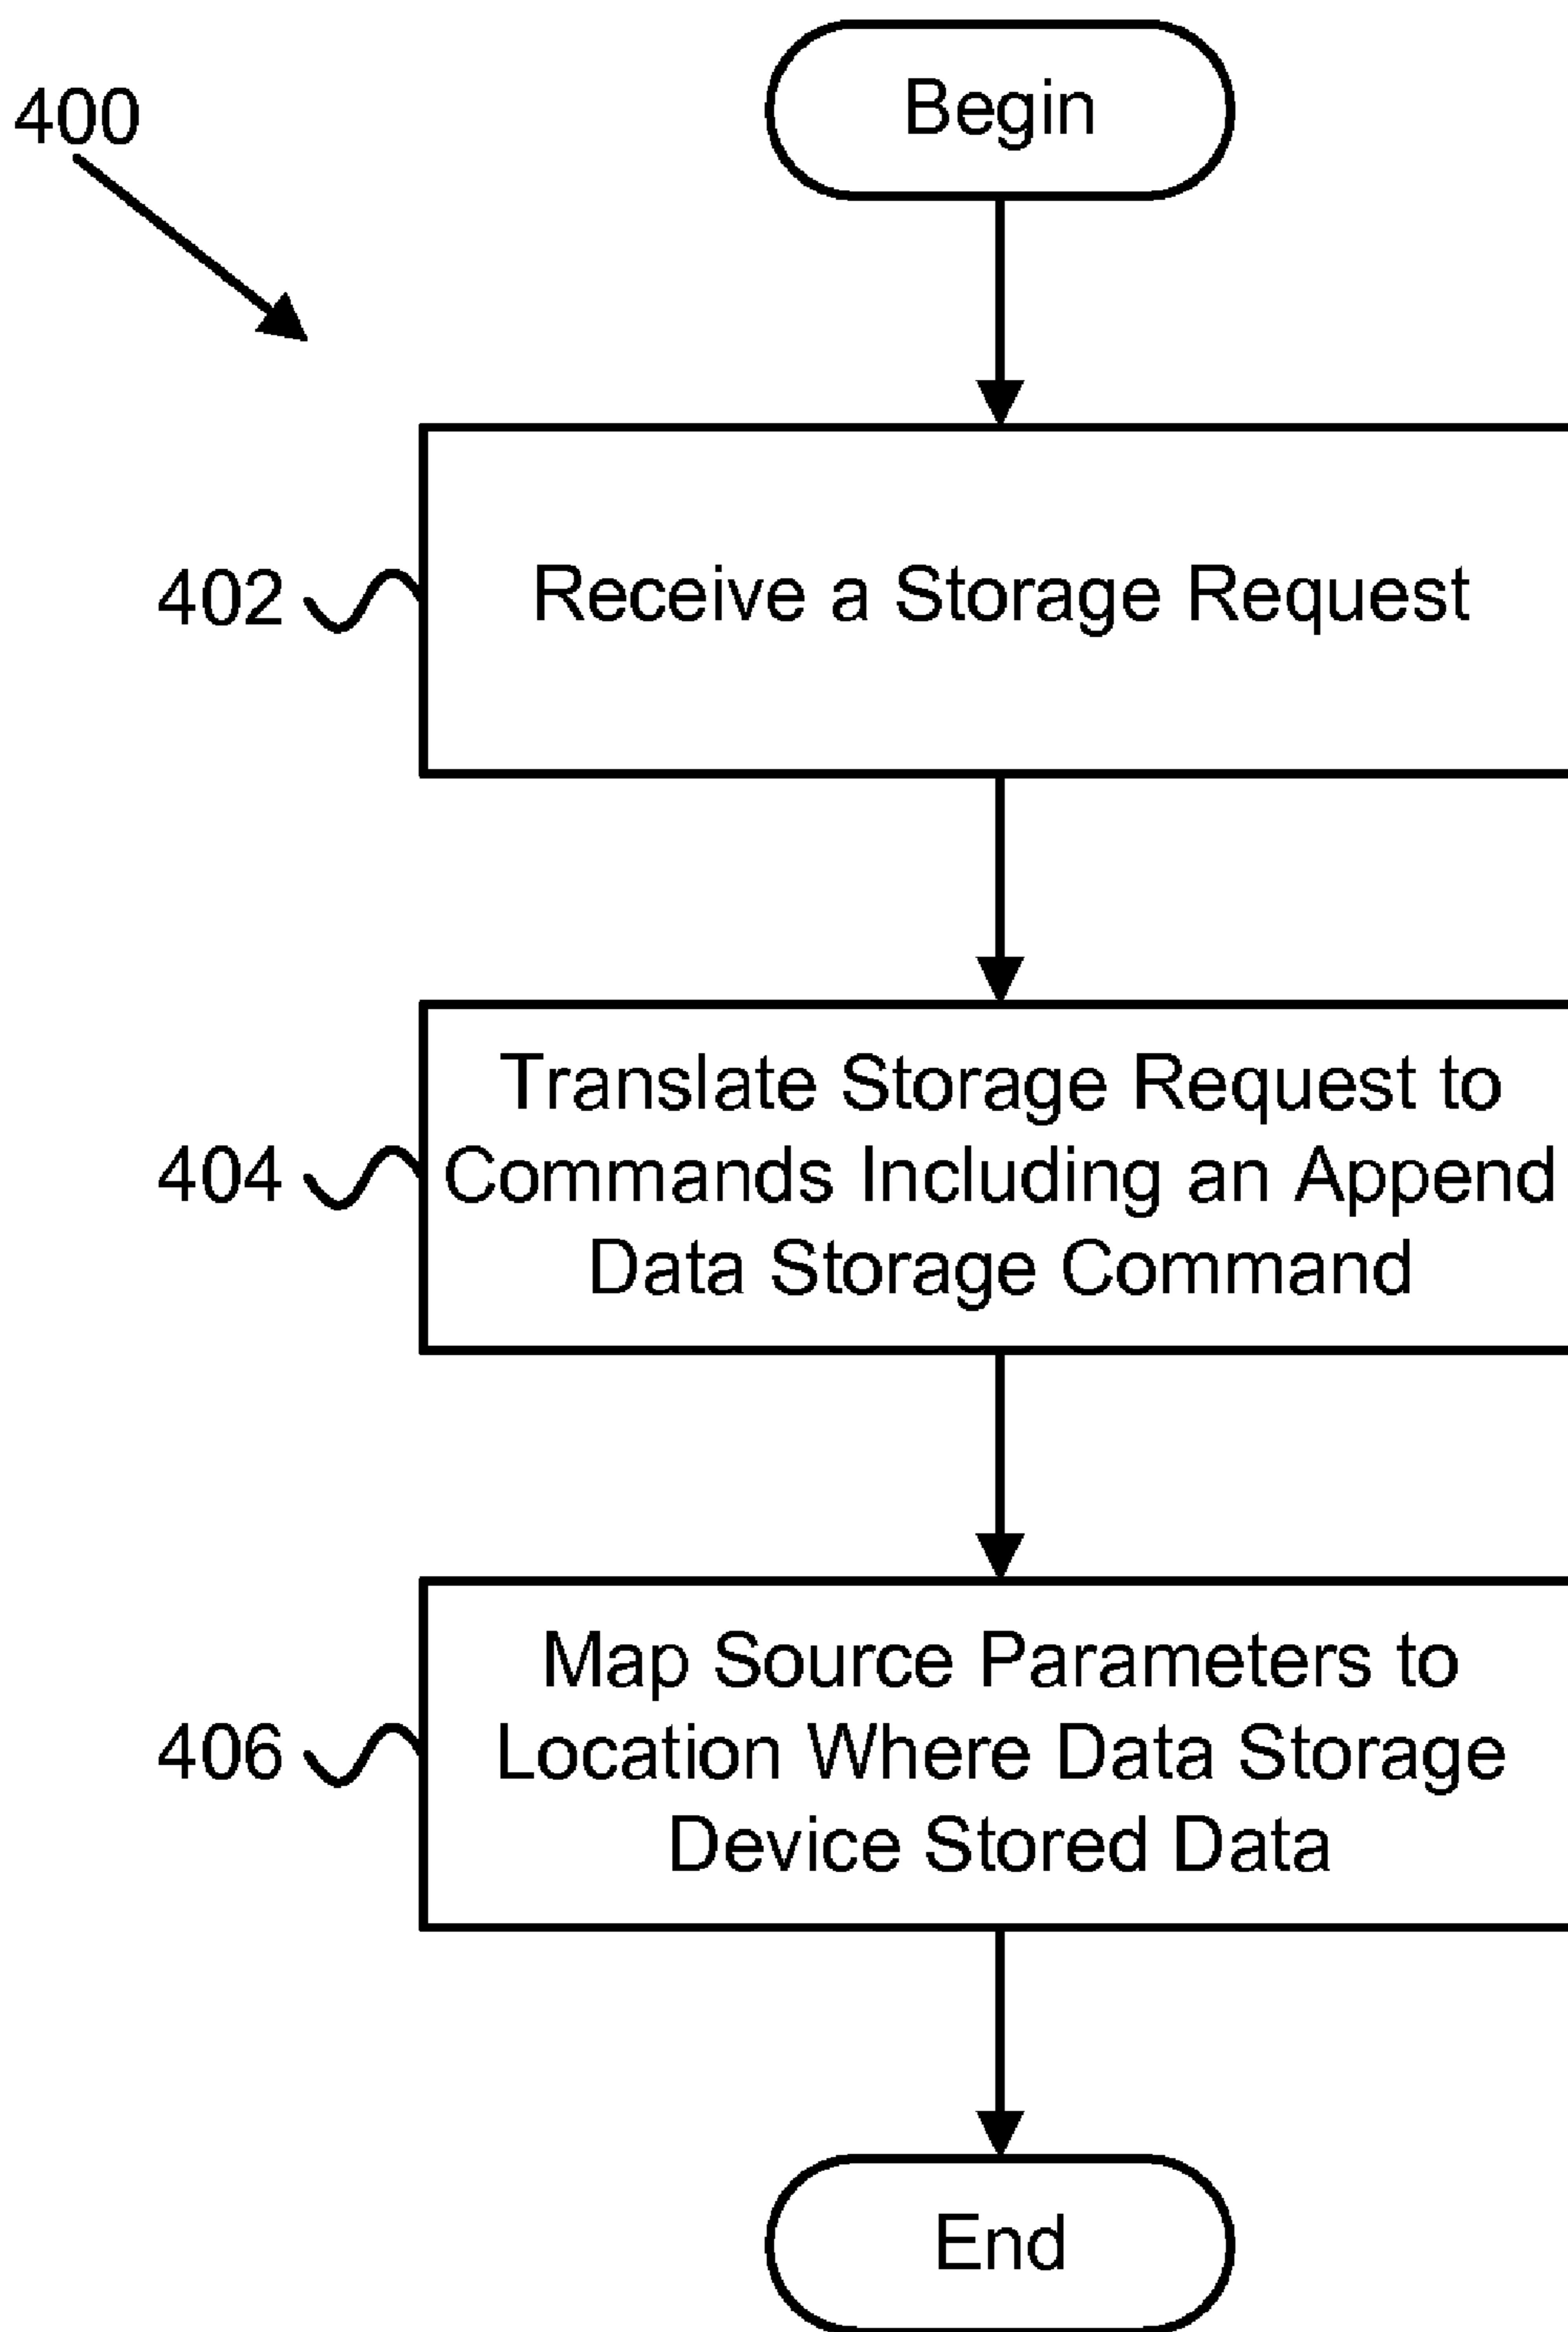 Begin
400
402
Receive a Storage Request
404
Translate Storage Request to
Commands Including an Append
Data Storage Command
406
Map Source Parameters to
Location Where Data Storage
Device Stored Data
End